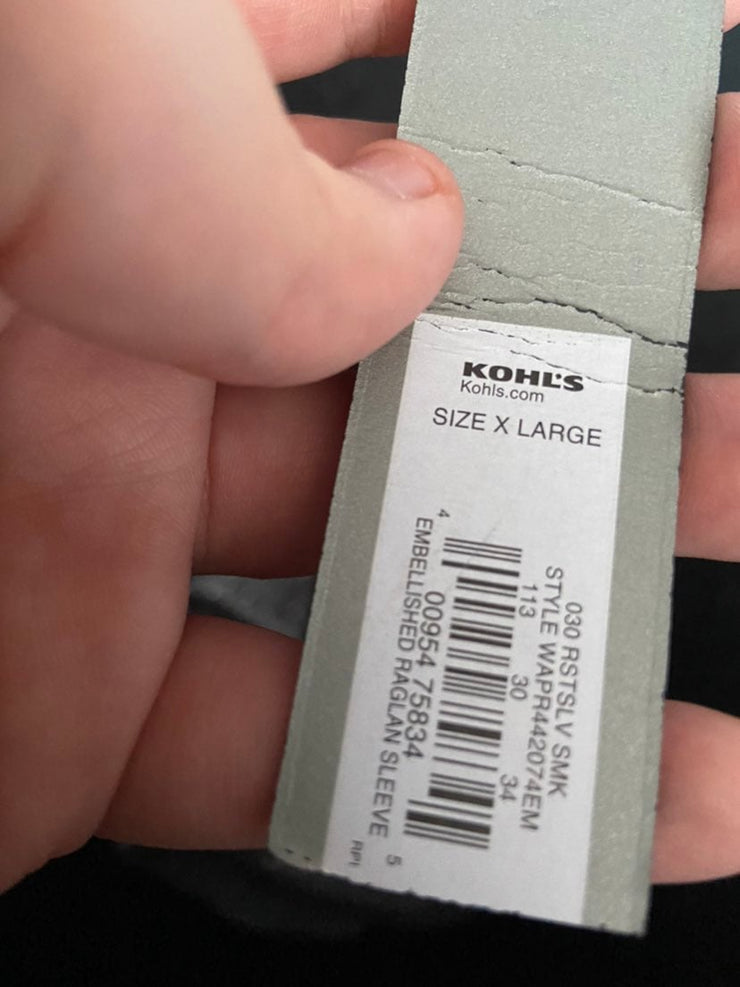 KOHL'S
Kohls.com
SIZE X LARGE
030 RSTSLV SMK
STYLE WAPR442074EM
113 30 34
4 00954 75834 5
EMBELLISHED RAGLAN SLEEVE
RPI